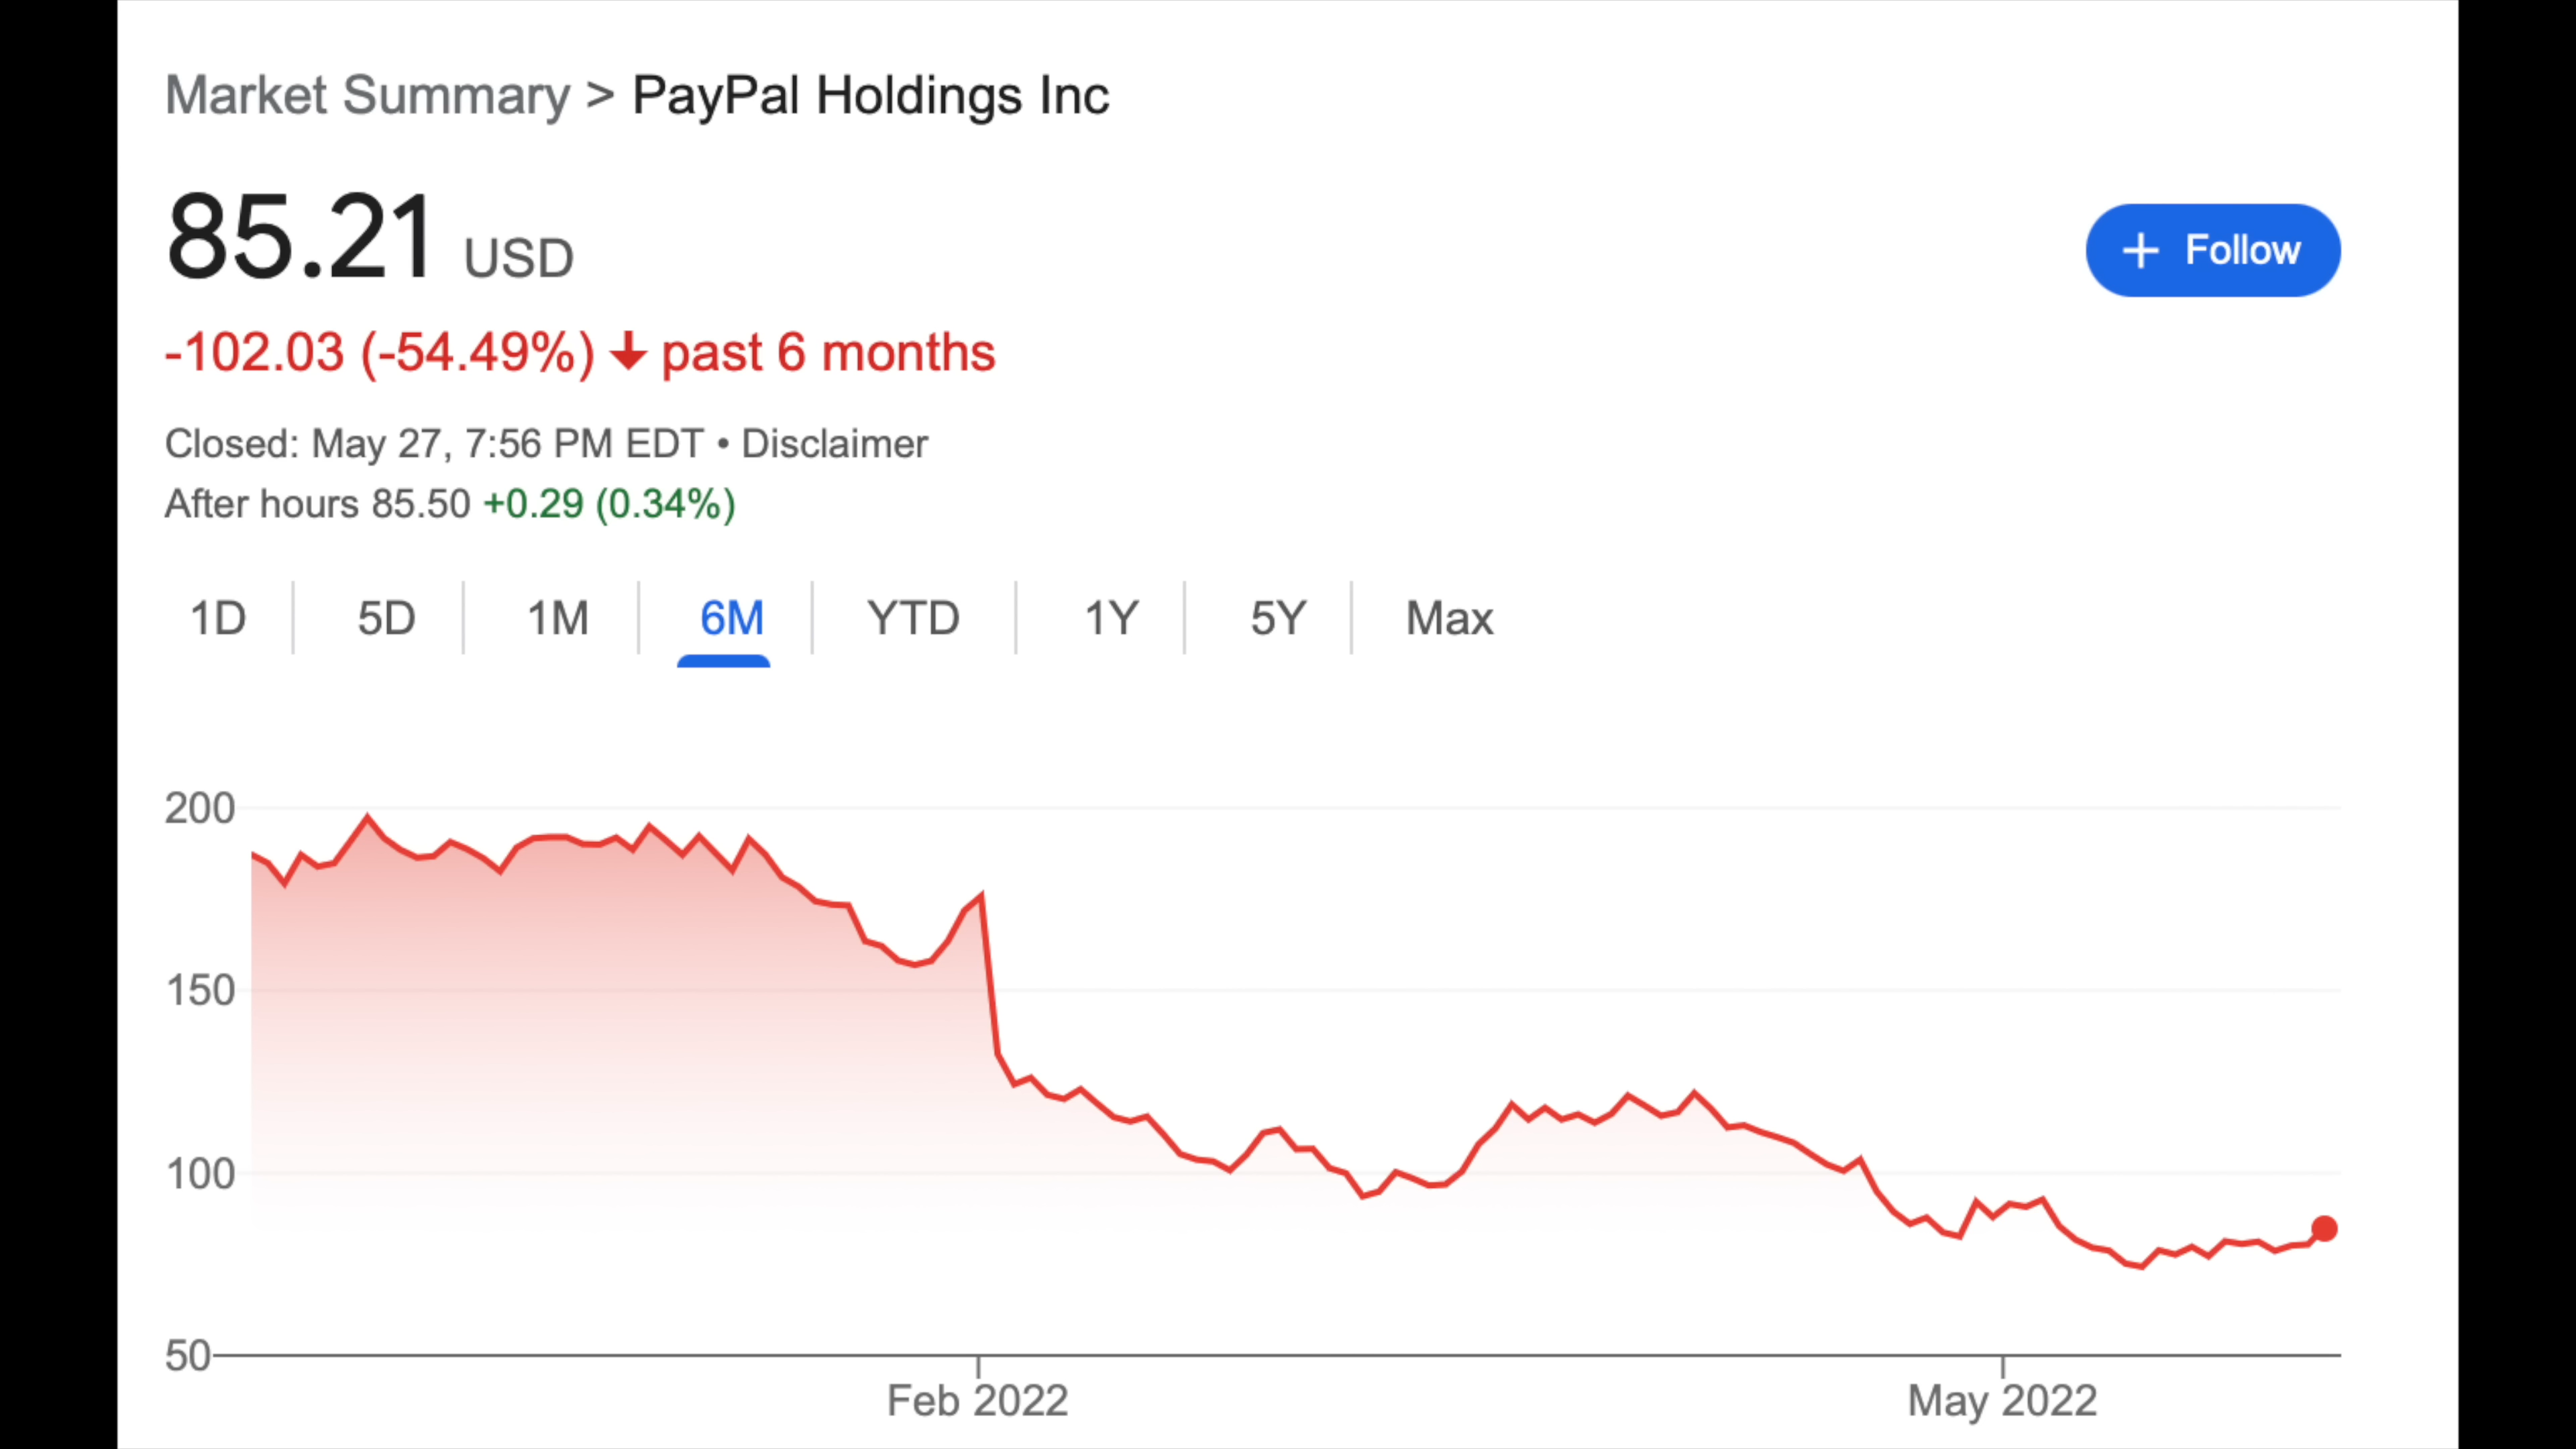 Market Summary > PayPal Holdings Inc
85.21 USD
+ Follow
-102.03 (-54.49%) ↓ past 6 months
Closed: May 27, 7:56 PM EDT • Disclaimer
After hours 85.50 +0.29 (0.34%)
1D 5D 1M 6M YTD 1Y 5Y Max
200
150
100
50
Feb 2022 May 2022